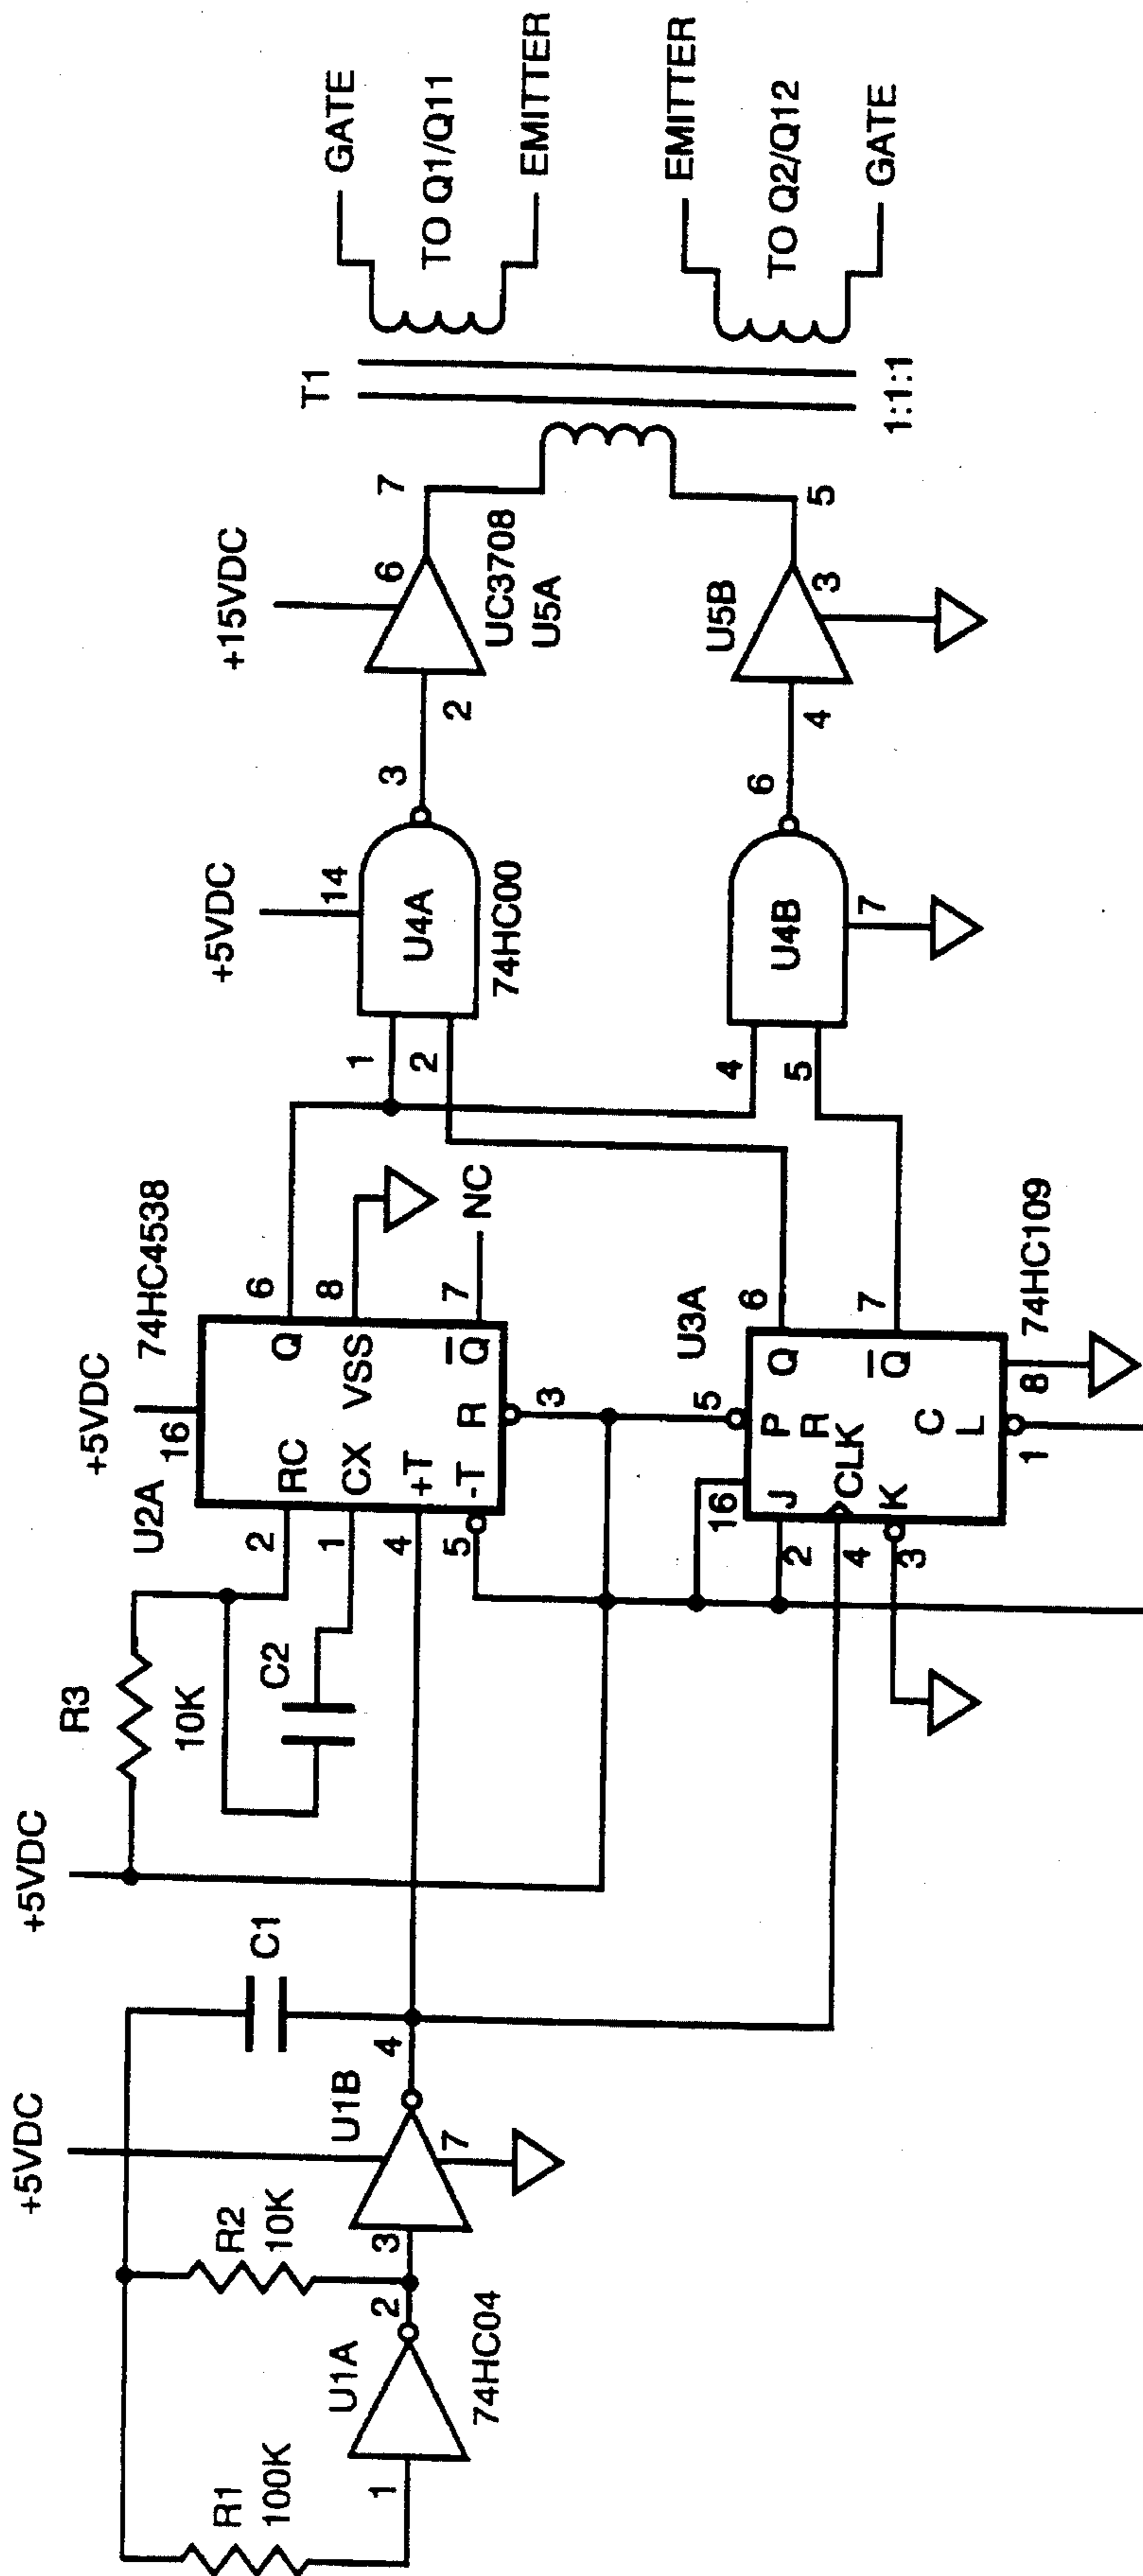 +5VDC
R1
100K
1
U1A
74HC04
2
R2
10K
3
U1B
7
4
C1
+5VDC
R3
10K
C2
+5VDC
U2A
16
74HC4538
2
RC
1
CX
4
+T
5
-T
R
3
Q
6
VSS
8
Q
7
NC
U3A
5
16
P
R
2
J
4
CLK
3
K
C
L
1
Q
6
Q
7
8
74HC109
+5VDC
14
1
2
U4A
3
74HC00
4
5
U4B
6
7
+15VDC
2
6
7
UC3708
U5A
4
U5B
3
5
T1
1:1:1
GATE
TO Q1/Q11
EMITTER
EMITTER
TO Q2/Q12
GATE